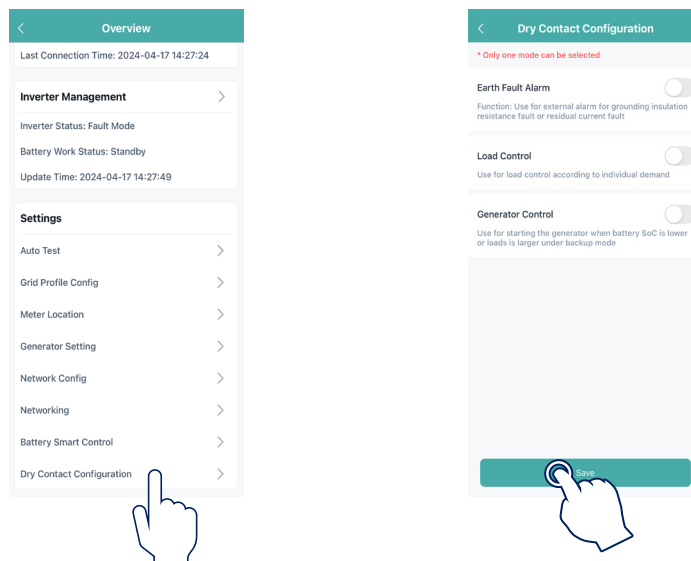 Overview
Last Connection Time: 2024-04-17 14:27:24
Inverter Management
Inverter Status: Fault Mode
Battery Work Status: Standby
Update Time: 2024-04-17 14:27:49
Settings
Auto Test
Grid Profile Config
Meter Location
Generator Setting
Network Config
Networking
Battery Smart Control
Dry Contact Configuration
Dry Contact Configuration
* Only one mode can be selected
Earth Fault Alarm
Function: Use for external alarm for grounding insulation
resistance fault or residual current fault
Load Control
Use for load control according to individual demand
Generator Control
Use for starting the generator when battery SoC is lower
or loads is larger under backup mode
Save